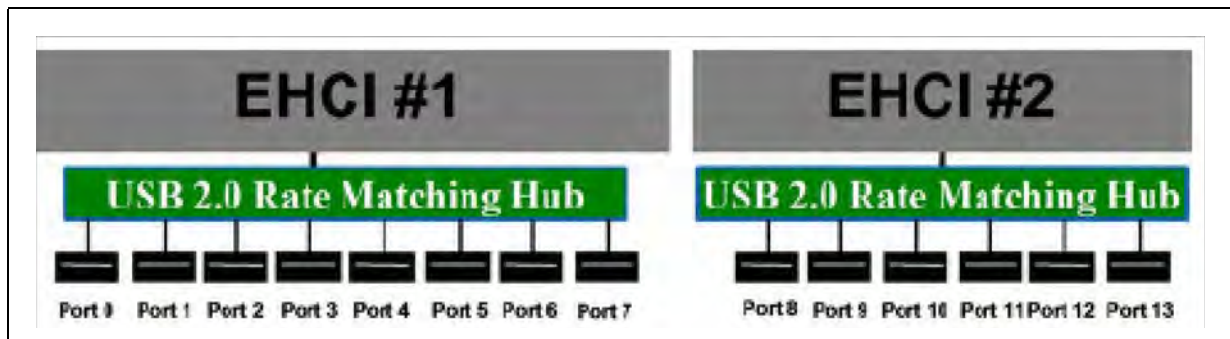 EHCI #1 EHCI #2
USB 2.0 Rate Matching Hub USB 2.0 Rate Matching Hub
Port 0 Port 1 Port 2 Port 3 Port 4 Port 5 Port 6 Port 7 Port 8 Port 9 Port 10 Port 11 Port 12 Port 13